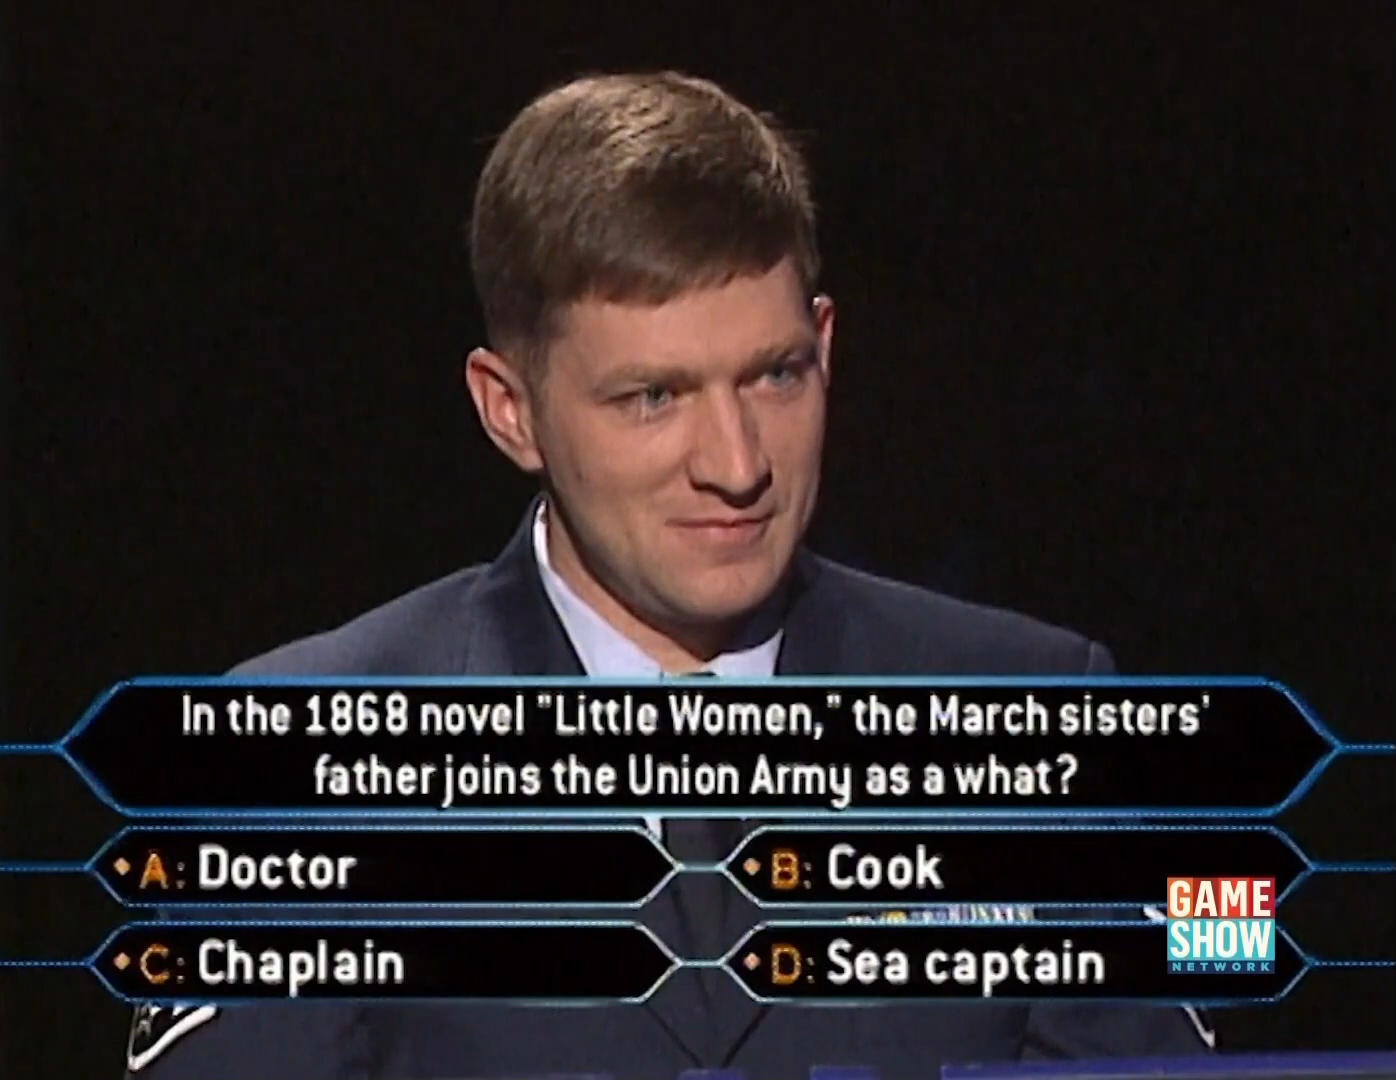 In the 1868 novel "Little Women," the March sisters'
father joins the Union Army as a what?
A: Doctor
B: Cook
C: Chaplain
D: Sea captain
GAME
SHOW
NETWORK